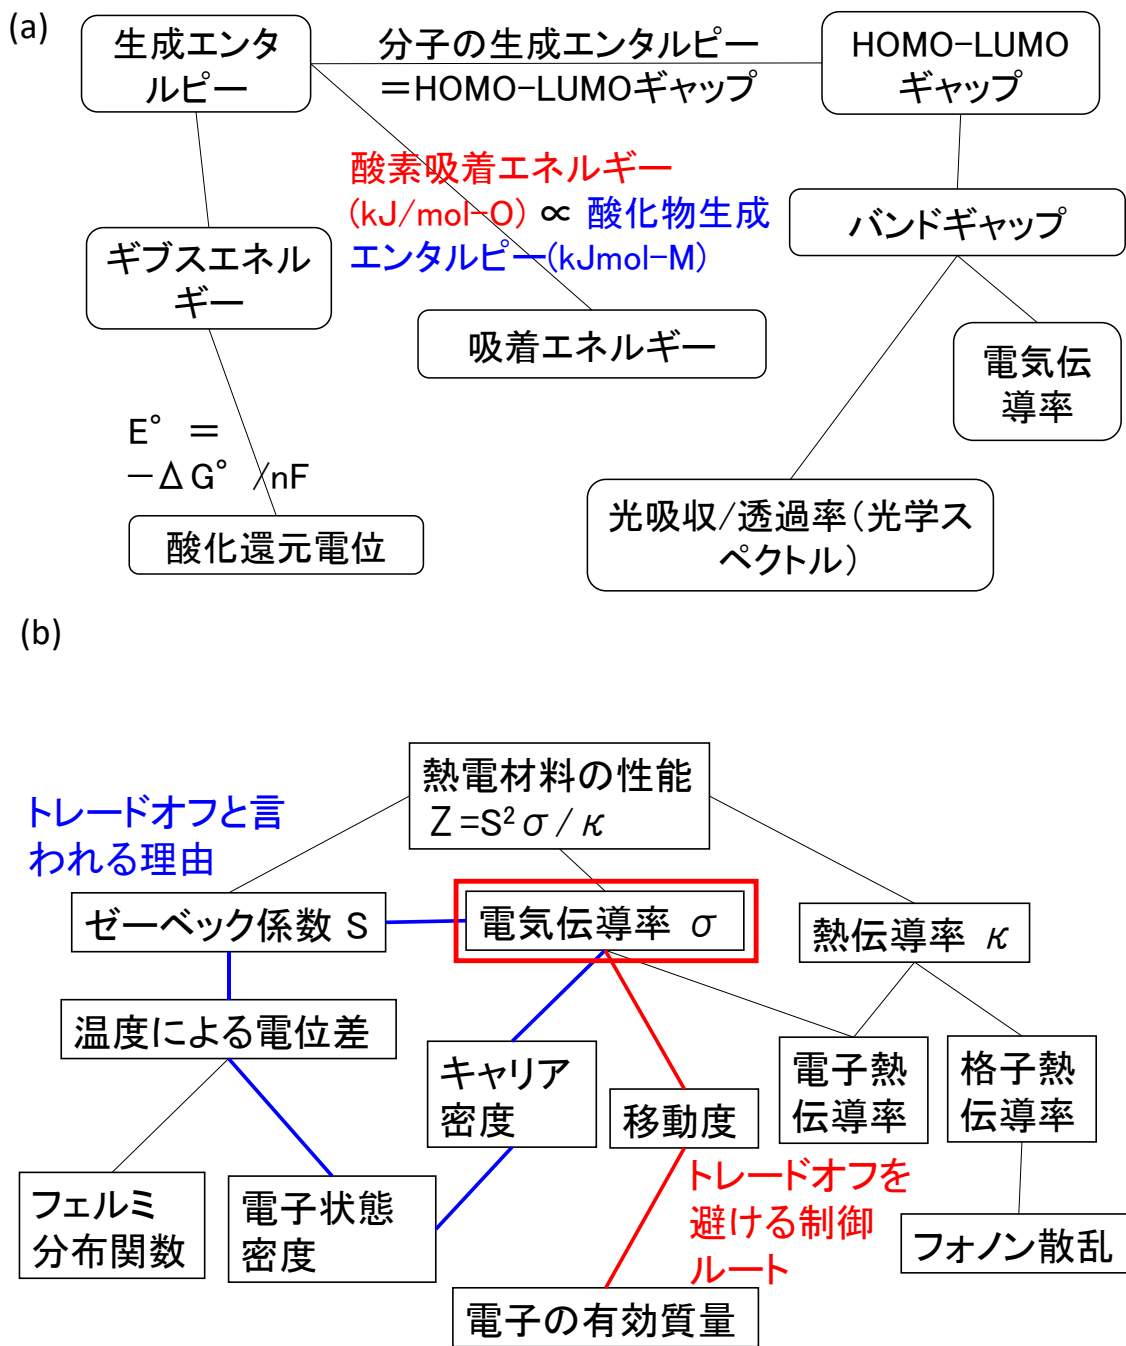 (a)
生成エンタ
ルピー
分子の生成エンタルピー
＝HOMO-LUMOギャップ
HOMO-LUMO
ギャップ
酸素吸着エネルギー
(kJ/mol-O) ∝ 酸化物生成
エンタルピー(kJmol-M)
バンドギャップ
ギブスエネル
ギー
吸着エネルギー
電気伝
導率
E° ＝
－ΔG° /nF
酸化還元電位
光吸収/透過率(光学ス
ペクトル)
(b)
熱電材料の性能
Z=S²σ/κ
トレードオフと言
われる理由
ゼーベック係数 S
電気伝導率 σ
熱伝導率 κ
温度による電位差
キャリア
密度
移動度
電子熱
伝導率
格子熱
伝導率
フェルミ
分布関数
電子状態
密度
トレードオフを
避ける制御
ルート
フォノン散乱
電子の有効質量